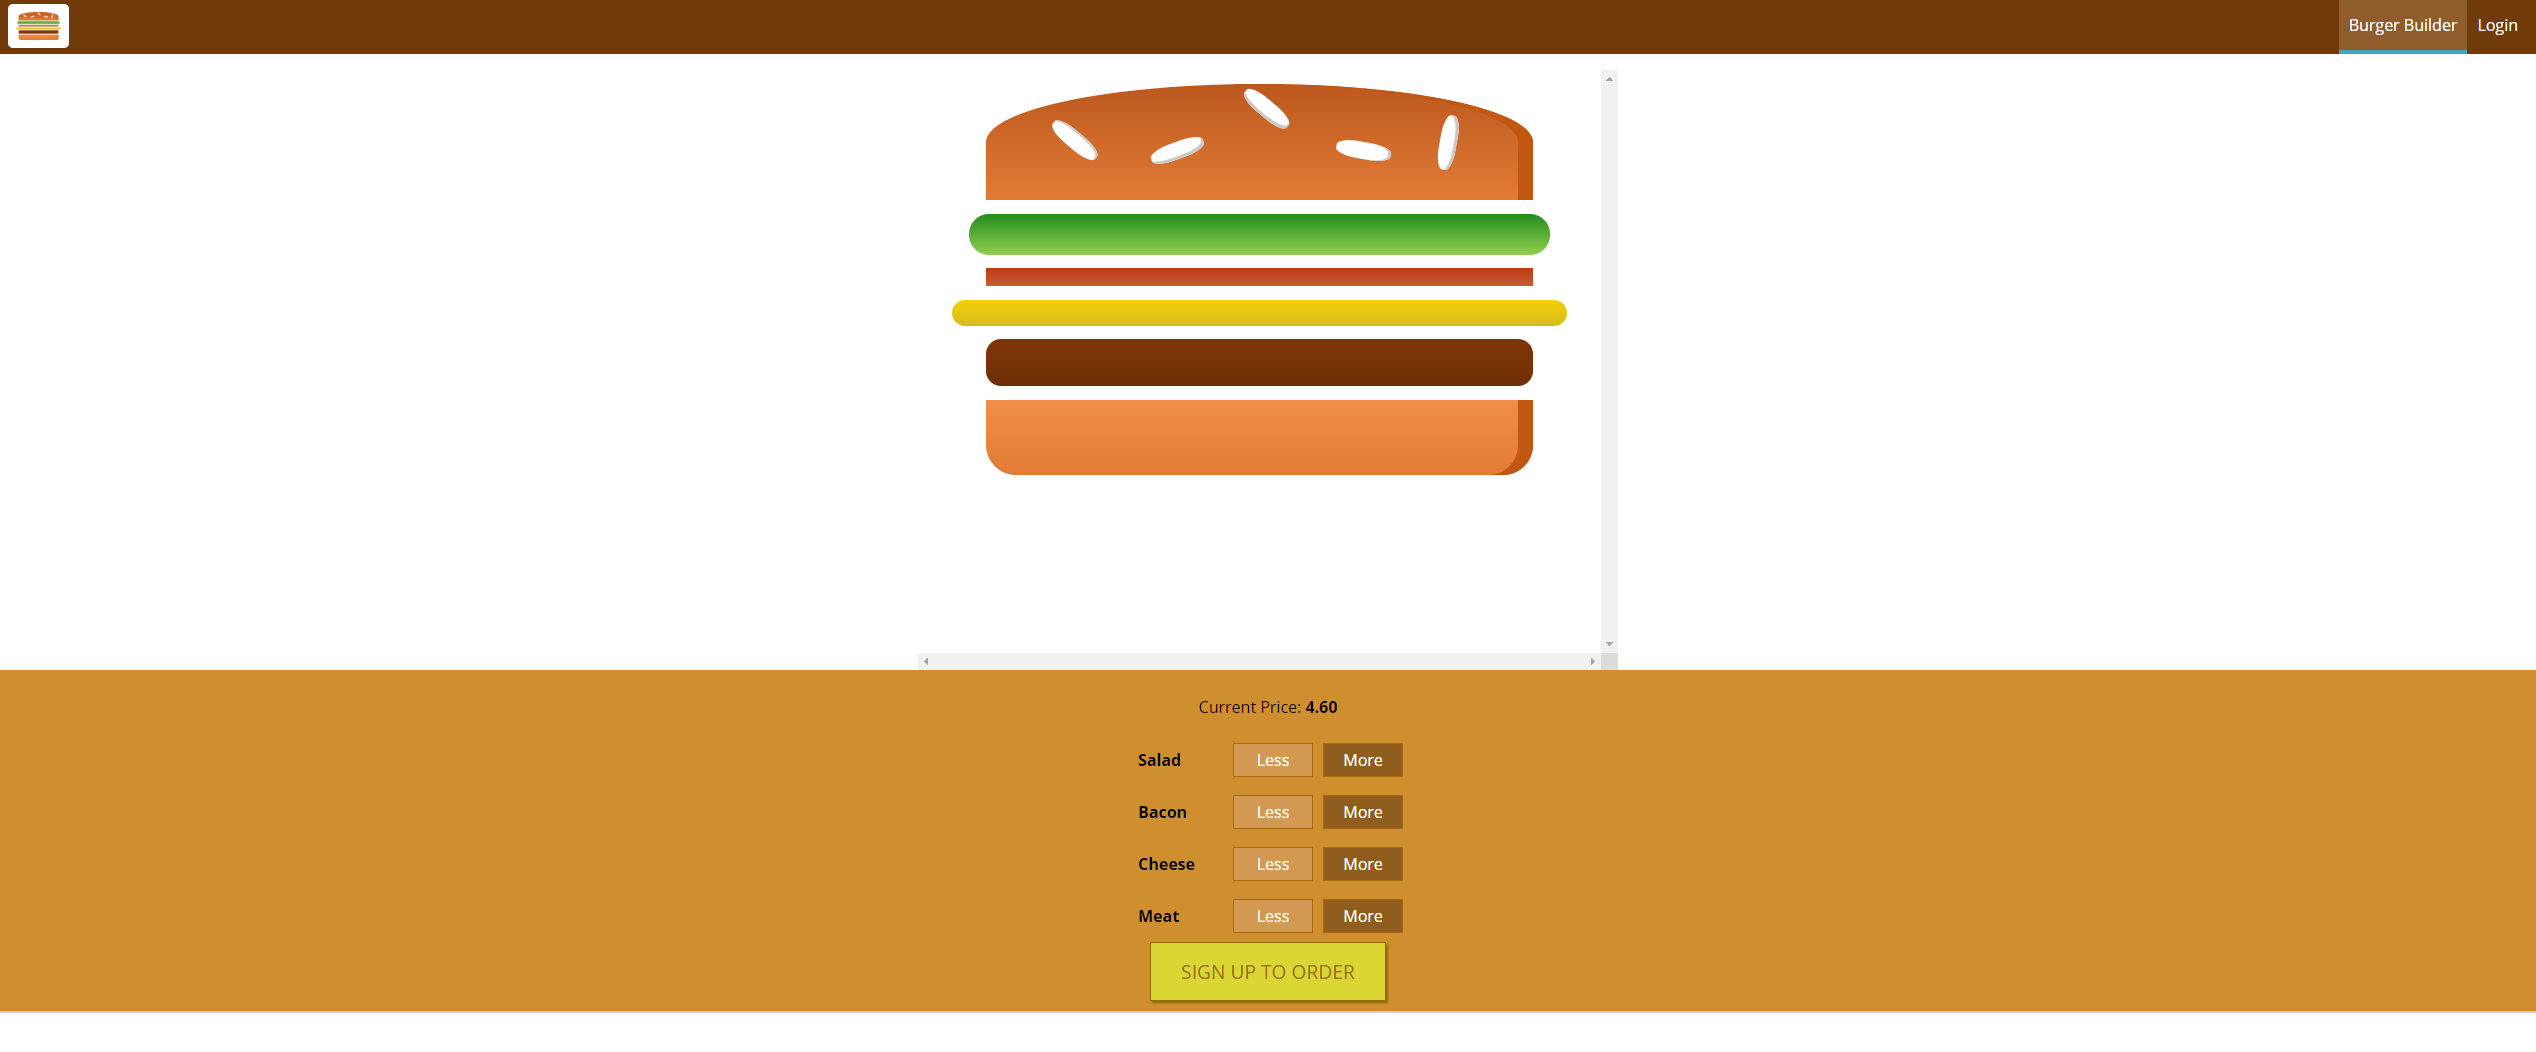 Burger Builder Login
Current Price: 4.60
Salad Less More
Bacon Less More
Cheese Less More
Meat Less More
SIGN UP TO ORDER